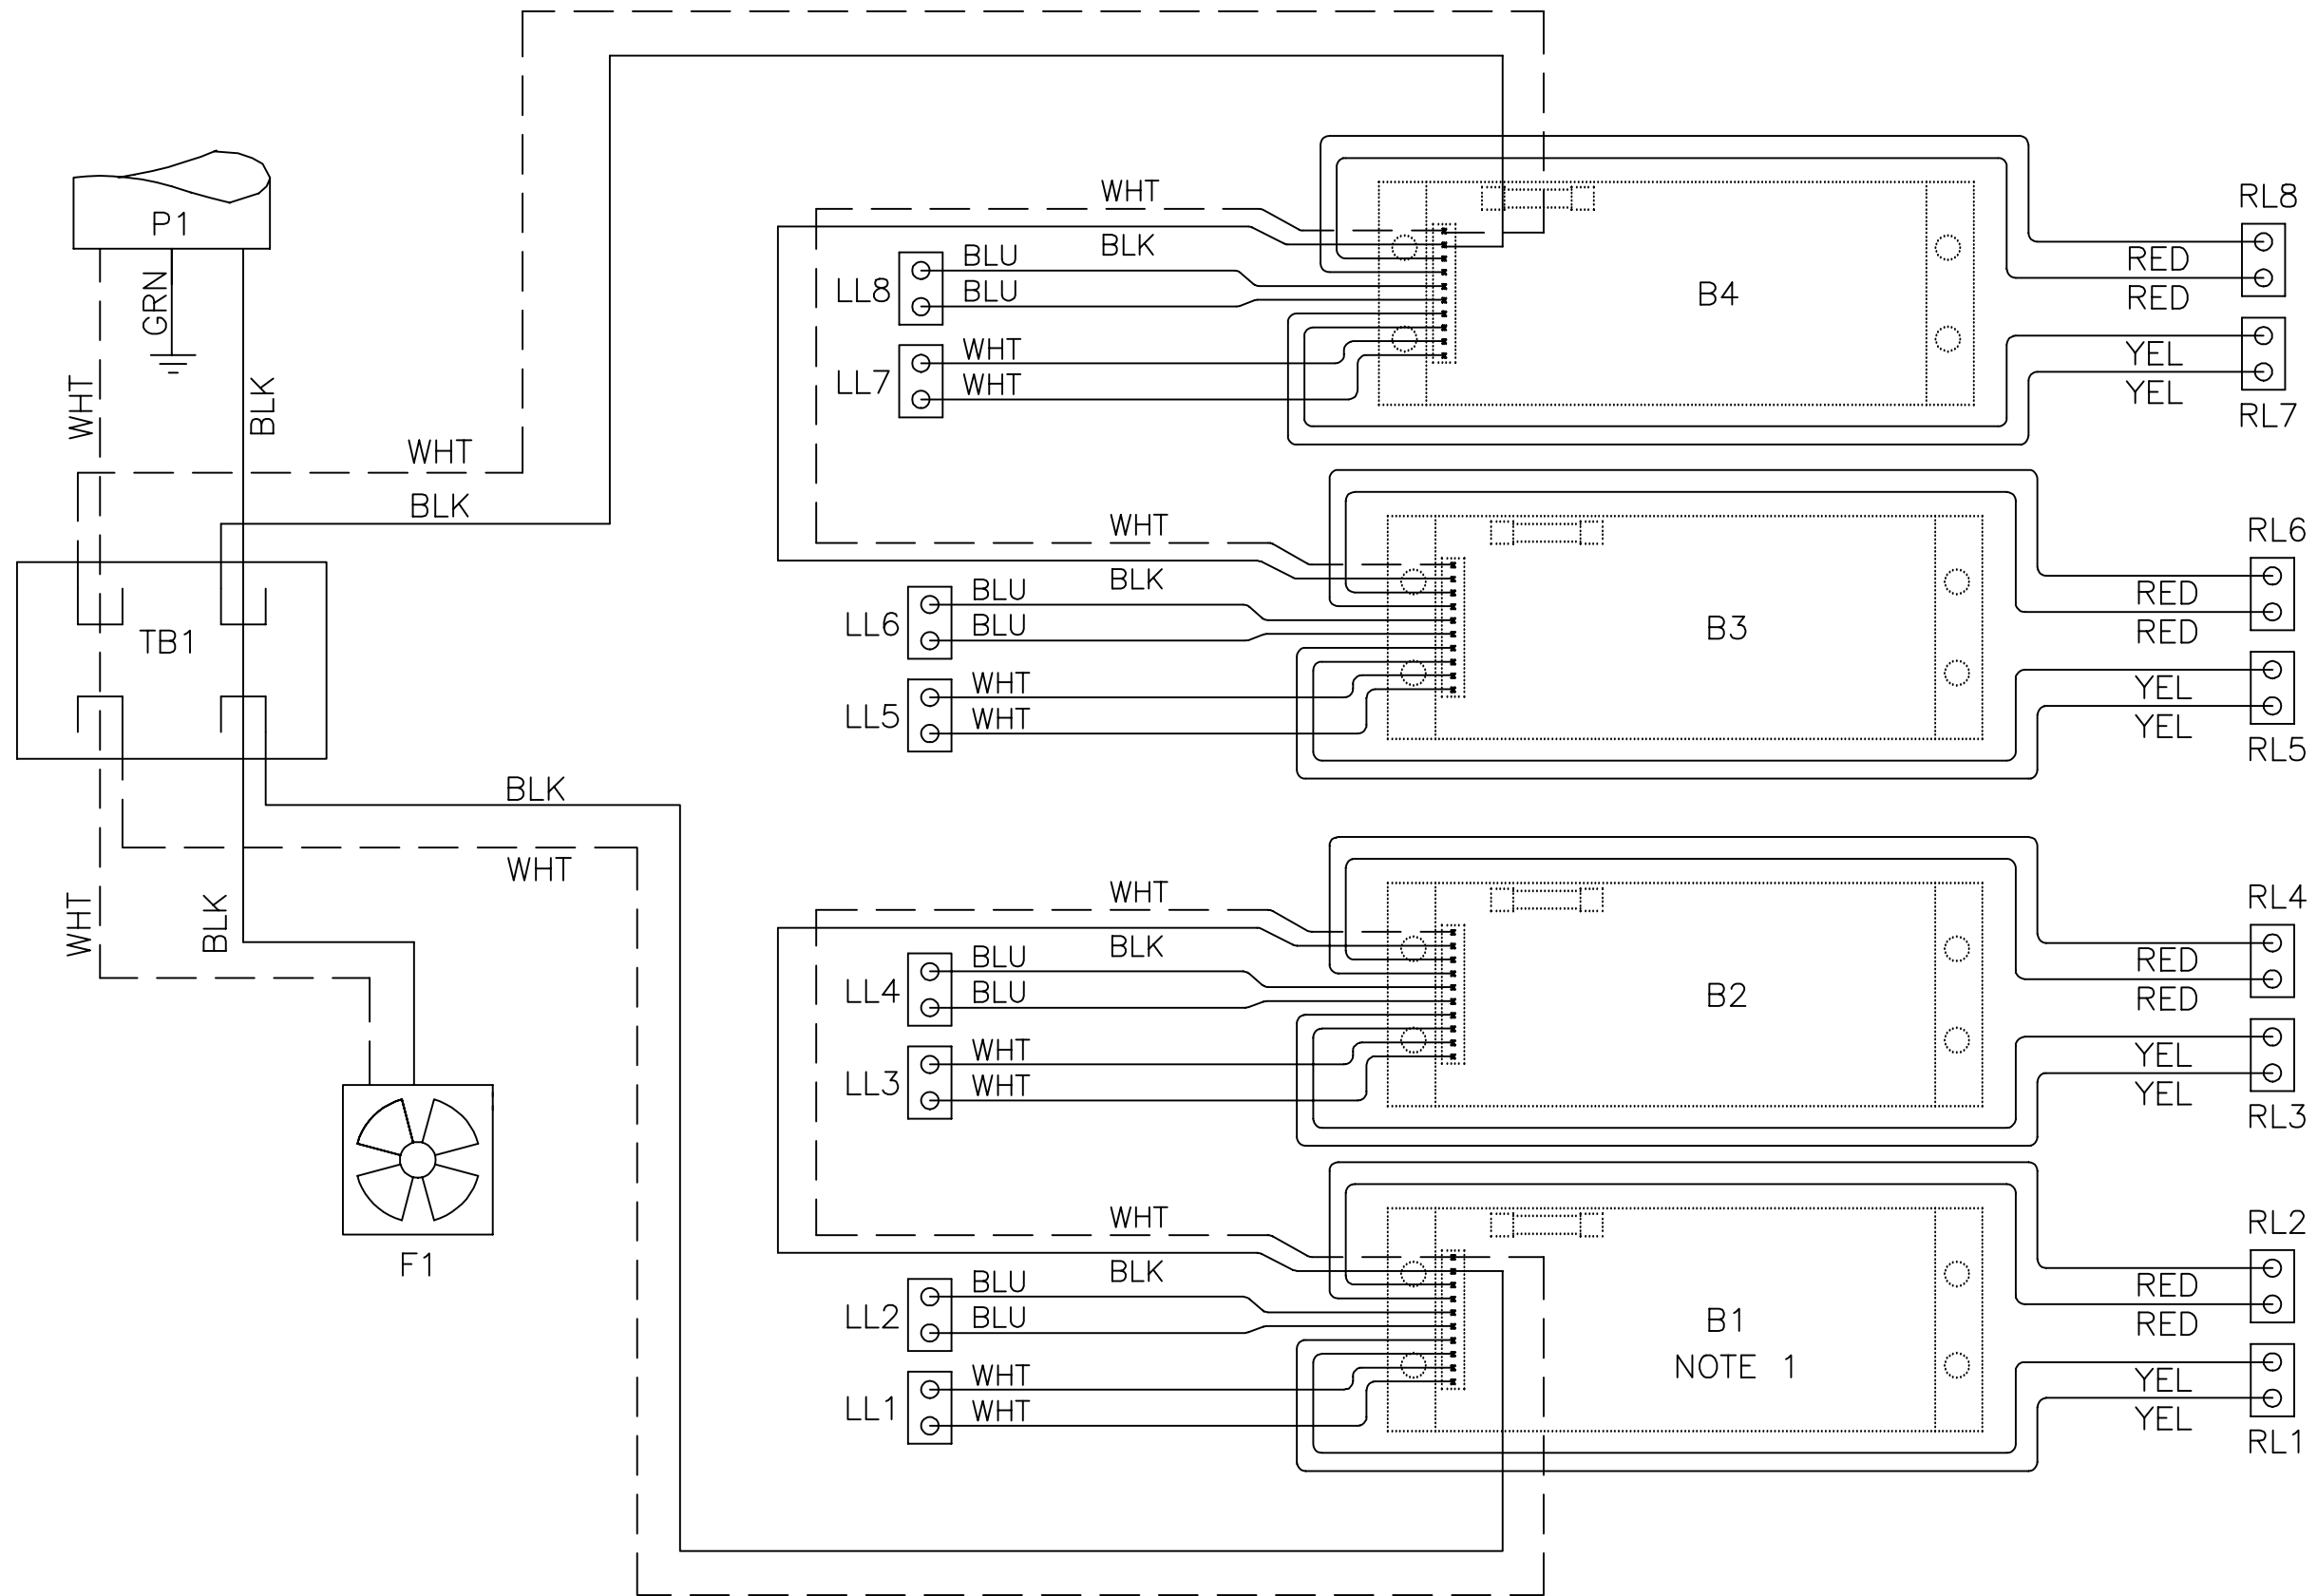 P1
GRN
WHT
BLK
WHT
BLK
TB1
BLK
WHT
WHT
BLK
F1
WHT
BLK
LL8
BLU
BLU
LL7
WHT
WHT
B4
RL8
RED
RED
YEL
YEL
RL7
WHT
BLK
LL6
BLU
BLU
LL5
WHT
WHT
B3
RL6
RED
RED
YEL
YEL
RL5
WHT
BLK
LL4
BLU
BLU
LL3
WHT
WHT
B2
RL4
RED
RED
YEL
YEL
RL3
WHT
BLK
LL2
BLU
BLU
LL1
WHT
WHT
B1
NOTE 1
RL2
RED
RED
YEL
YEL
RL1